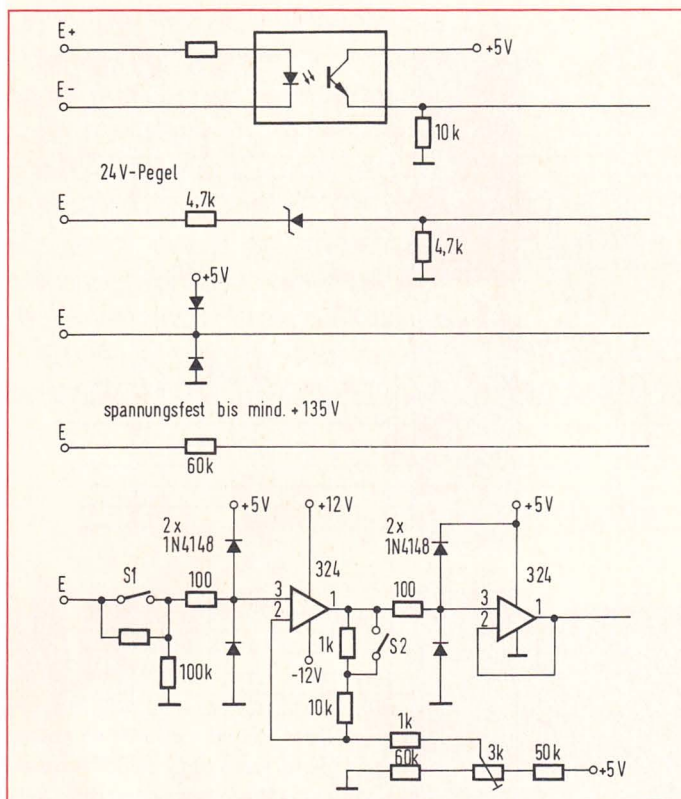 E+
+5V
E-
10k
24V-Pegel
E
4,7k
4,7k
+5V
E
spannungsfest bis mind. +135V
E
60k
+5V
+12V
+5V
2x
1N4148
2x
1N4148
E
S1
100
324
100
324
3
1
3
1
2
2
1k
S2
100k
-12V
10k
1k
60k
3k
50k
+5V